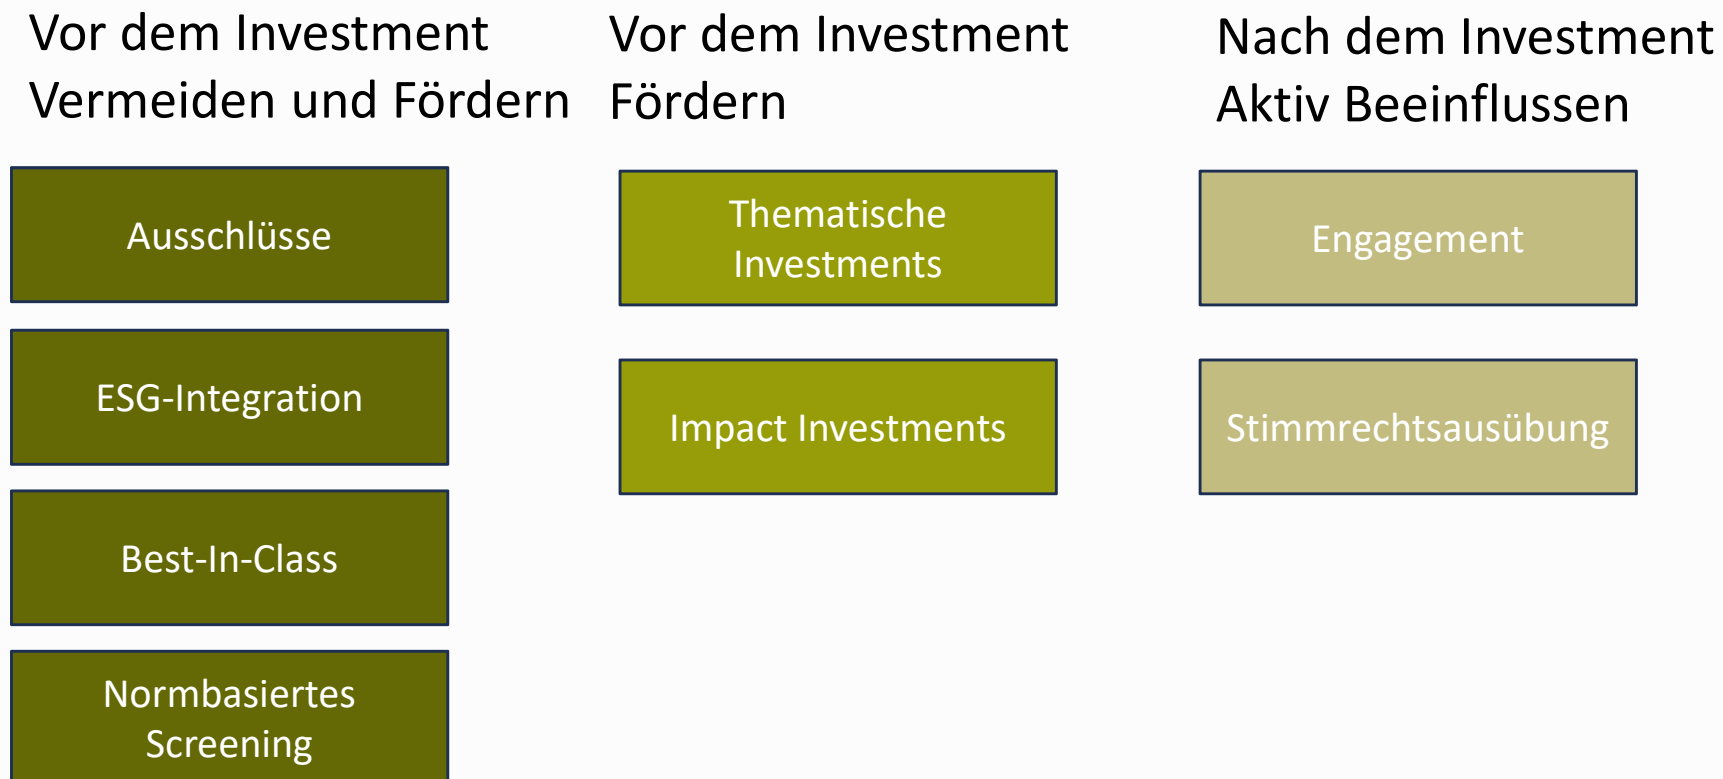 Vor dem Investment
Vermeiden und Fördern
Ausschlüsse
ESG-Integration
Best-In-Class
Normbasiertes
Screening
Vor dem Investment
Fördern
Thematische
Investments
Impact Investments
Nach dem Investment
Aktiv Beeinflussen
Engagement
Stimmrechtsausübung